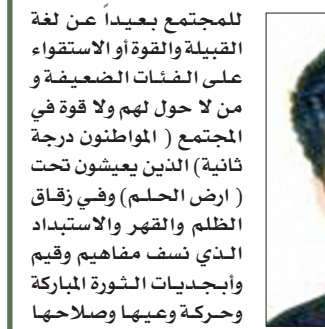 للمجتمع بعيداً عن لغة
القبيلة والقوة أو الاستقواء
على الفئات الضعيفة و
من لا حول لهم ولا قوة في
المجتمع ( المواطنون درجة
ثانية) الذين يعيشون تحت
( ارض الحلم) وفي زقاق
الظلم والقهر والاستبداد
الذي نسف مفاهيم وقيم
وأبجديات الثورة المباركة
وحركة وعيها وصلاحها